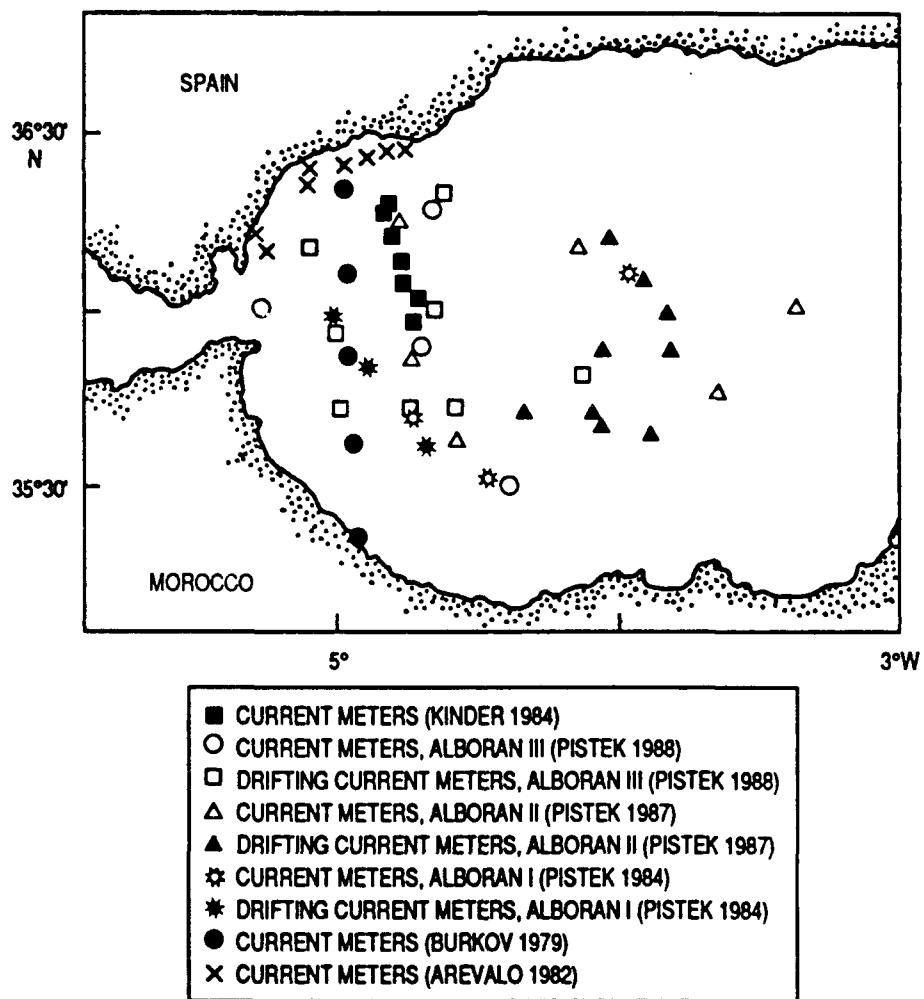 SPAIN
36°30'
N
35°30'
MOROCCO
5°
3°W
CURRENT METERS (KINDER 1984)
CURRENT METERS, ALBORAN III (PISTEK 1988)
DRIFTING CURRENT METERS, ALBORAN III (PISTEK 1988)
CURRENT METERS, ALBORAN II (PISTEK 1987)
DRIFTING CURRENT METERS, ALBORAN II (PISTEK 1987)
CURRENT METERS, ALBORAN I (PISTEK 1984)
DRIFTING CURRENT METERS, ALBORAN I (PISTEK 1984)
CURRENT METERS (BURKOV 1979)
CURRENT METERS (AREVALO 1982)